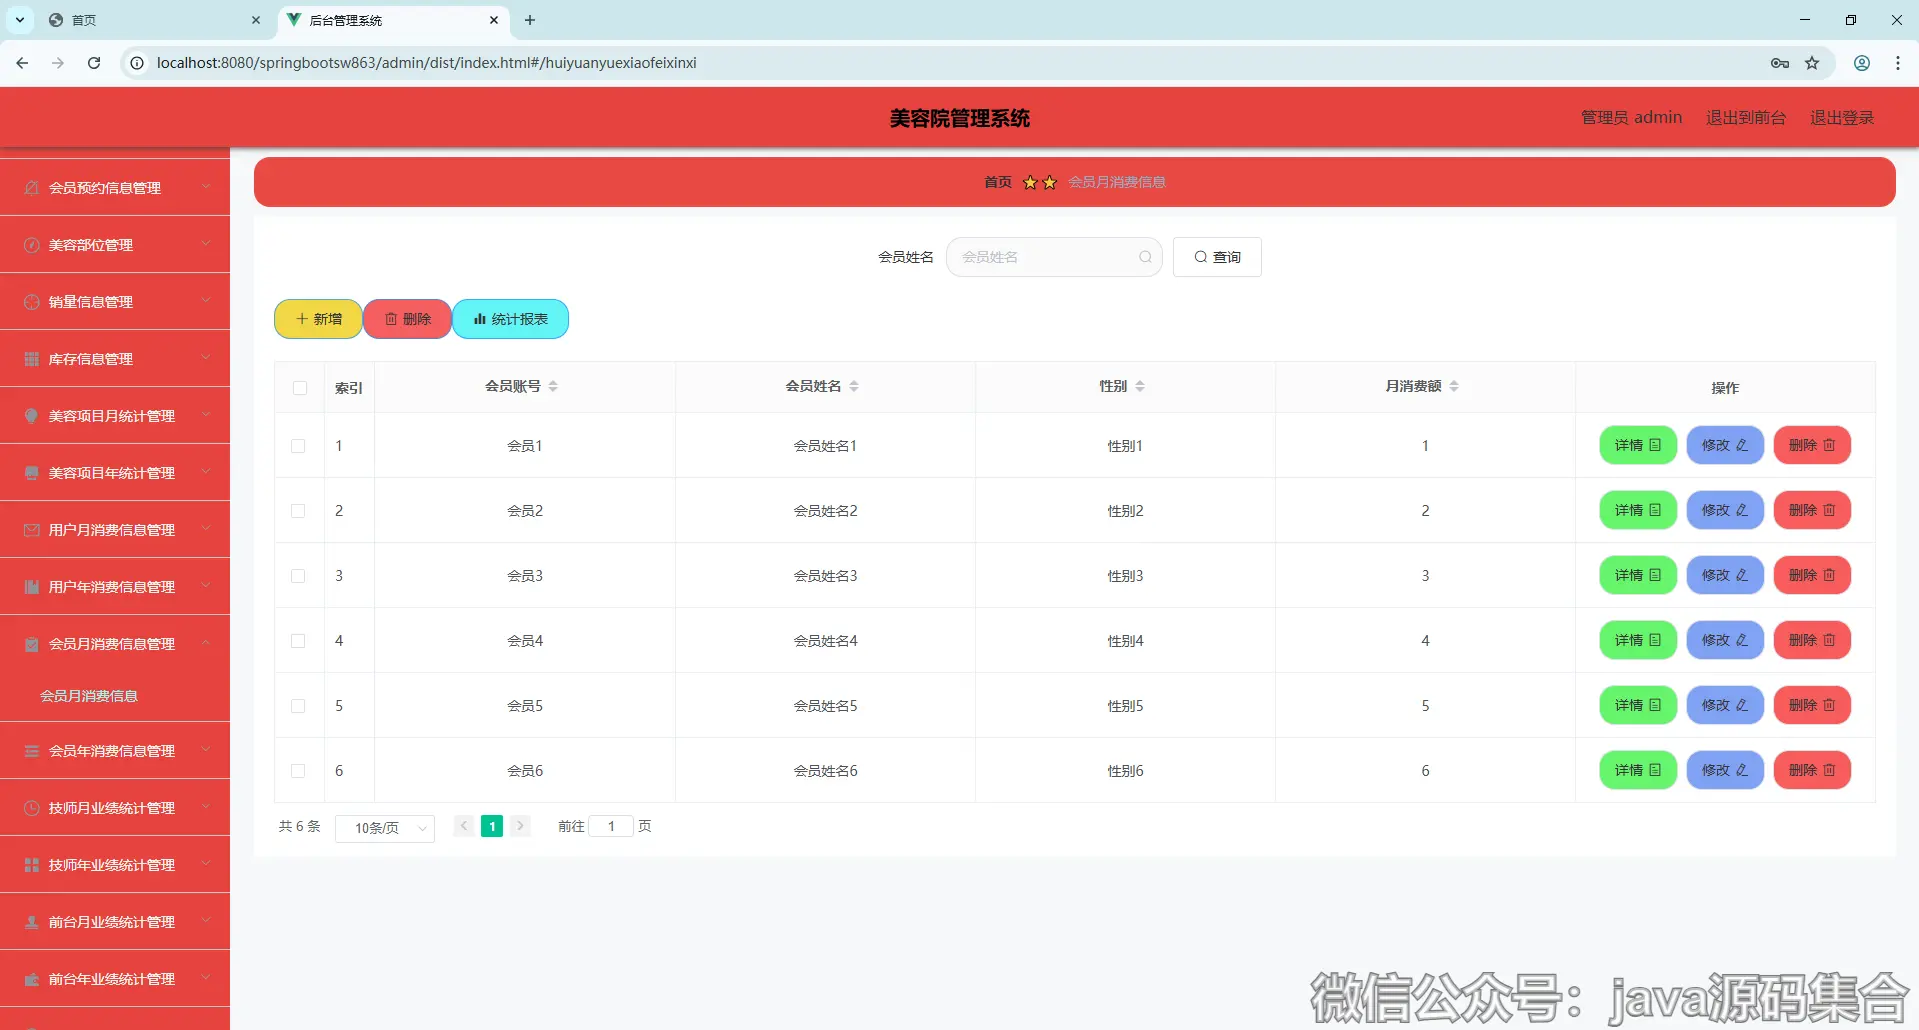 首页
后台管理系统
localhost:8080/springbootsw863/admin/dist/index.html#/huiyuanyuexiaofeixinxi
美容院管理系统
管理员 admin 退出到前台 退出登录
会员预约信息管理
美容部位管理
销量信息管理
库存信息管理
美容项目月统计管理
美容项目年统计管理
用户月消费信息管理
用户年消费信息管理
会员月消费信息管理
会员月消费信息
会员年消费信息管理
技师月业绩统计管理
技师年业绩统计管理
前台月业绩统计管理
前台年业绩统计管理
首页 会员月消费信息
会员姓名 会员姓名 查询
新增 删除 统计报表
索引 会员账号 会员姓名 性别 月消费额 操作
1 会员1 会员姓名1 性别1 1 详情 修改 删除
2 会员2 会员姓名2 性别2 2 详情 修改 删除
3 会员3 会员姓名3 性别3 3 详情 修改 删除
4 会员4 会员姓名4 性别4 4 详情 修改 删除
5 会员5 会员姓名5 性别5 5 详情 修改 删除
6 会员6 会员姓名6 性别6 6 详情 修改 删除
共 6 条 10条/页 1 前往 1 页
微信公众号：java源码集合